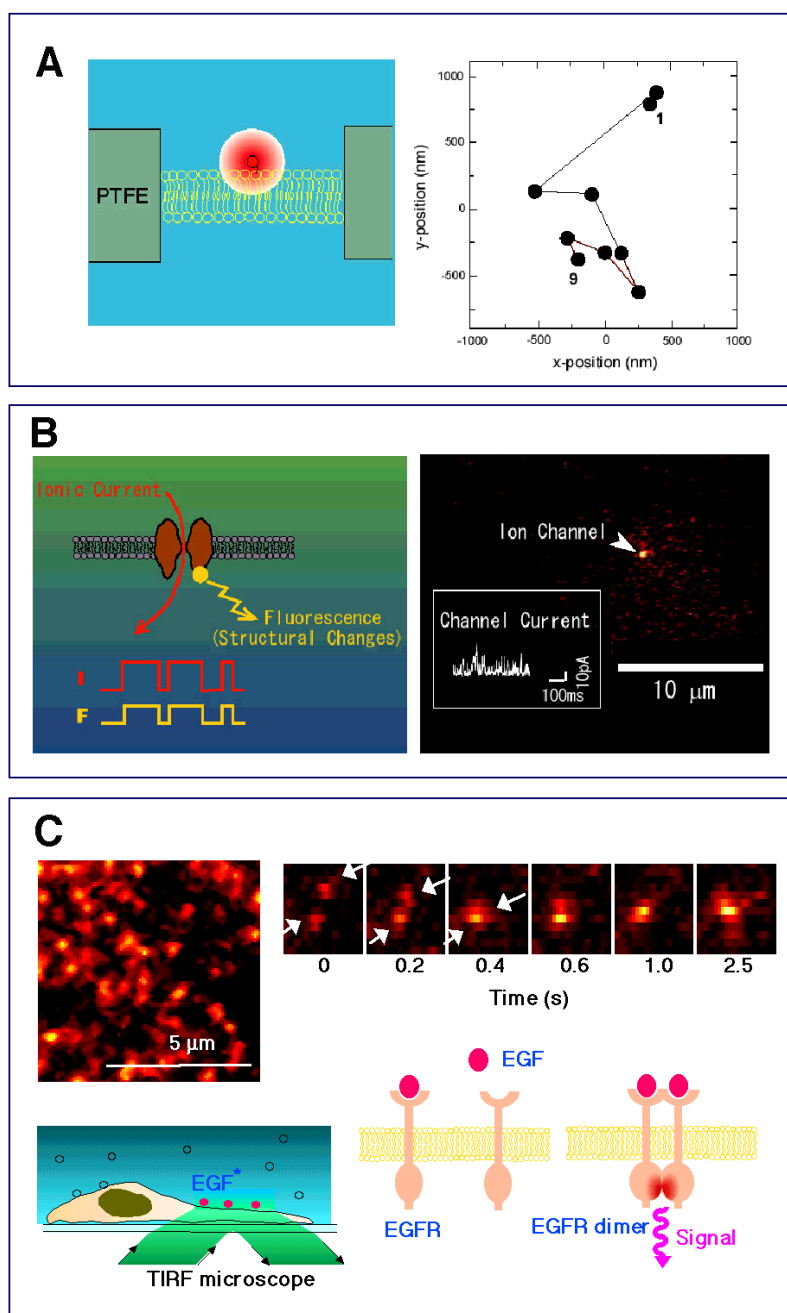 A
PTFE
1000
500
0
-500
-1000
-500
0
500
1000
y-position (nm)
x-position (nm)
1
9
B
Ionic Current
Fluorescence
(Structural Changes)
I
F
Ion Channel
Channel Current
10pA
100ms
10 μm
C
5 μm
0 0.2 0.4 0.6 1.0 2.5
Time (s)
EGF
EGF*
EGFR
EGFR dimer
Signal
TIRF microscope